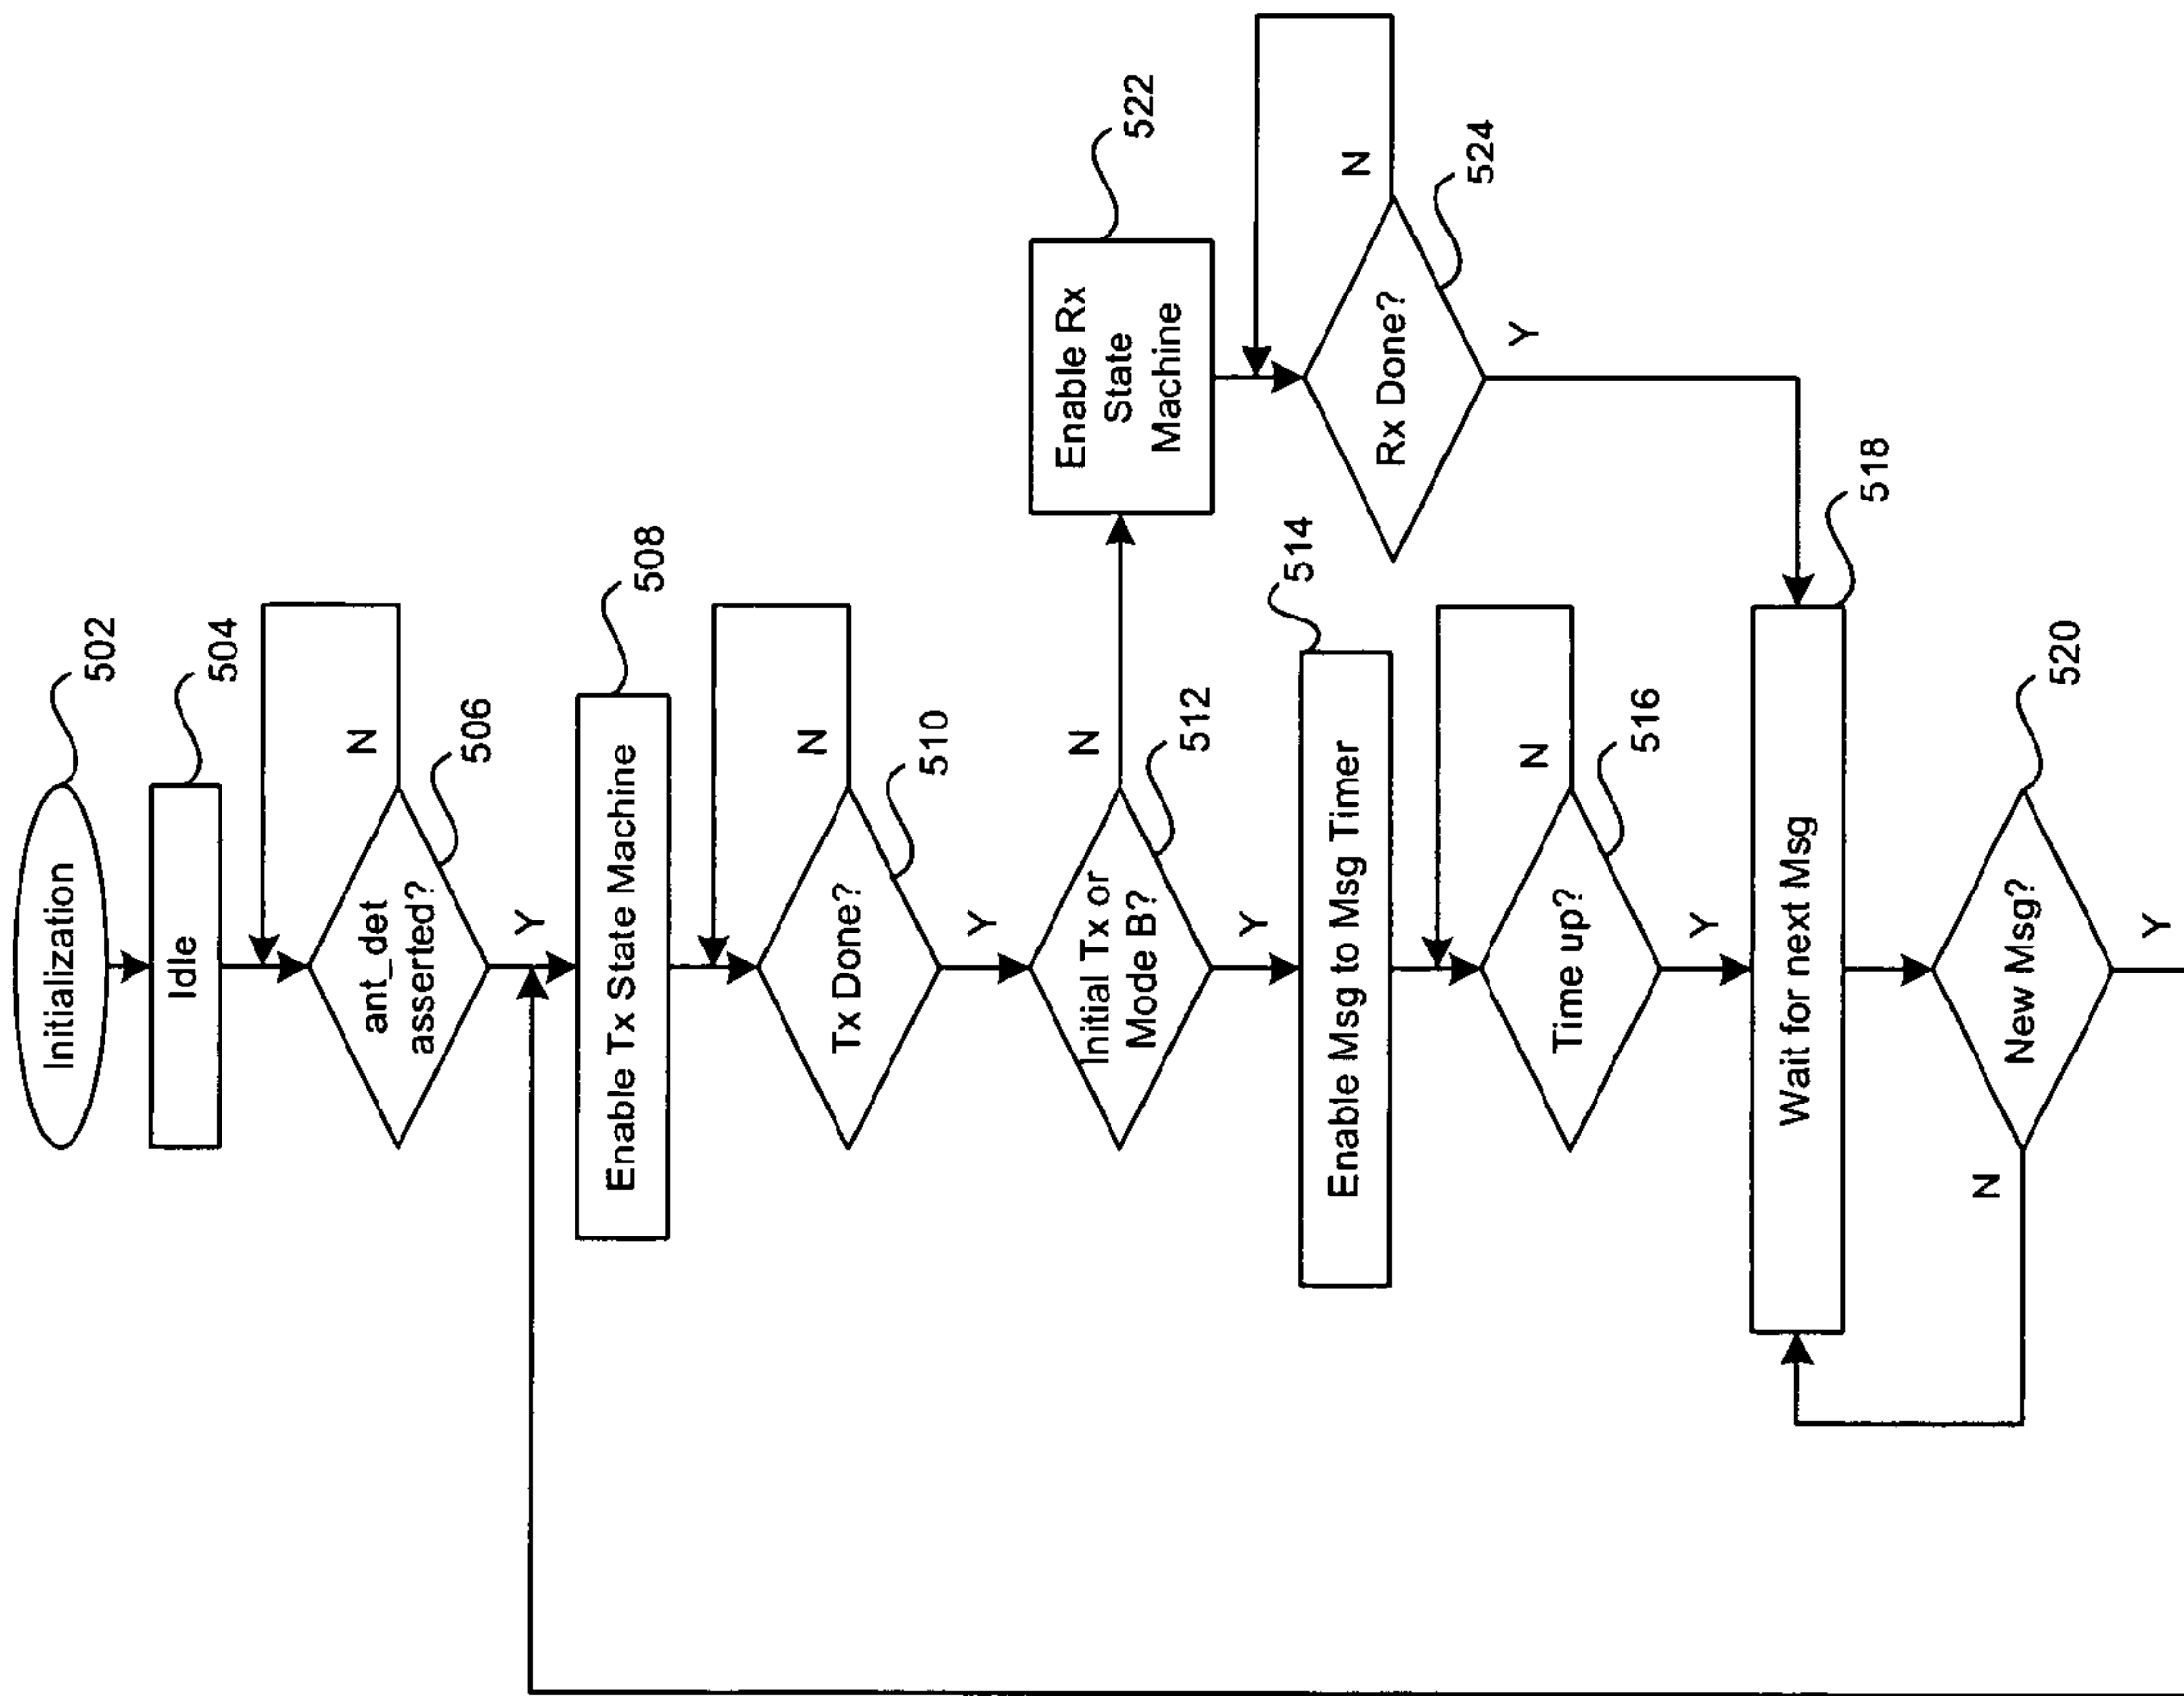 Initialization
502
Idle
504
ant_det
asserted?
N
506
Y
Enable Tx State Machine
508
Tx Done?
N
510
Y
Initial Tx or
Mode B?
N
512
Enable Rx
State
Machine
522
Y
Enable Msg to Msg Timer
514
Rx Done?
N
524
Y
Time up?
N
516
Y
Wait for next Msg
518
New Msg?
N
520
Y